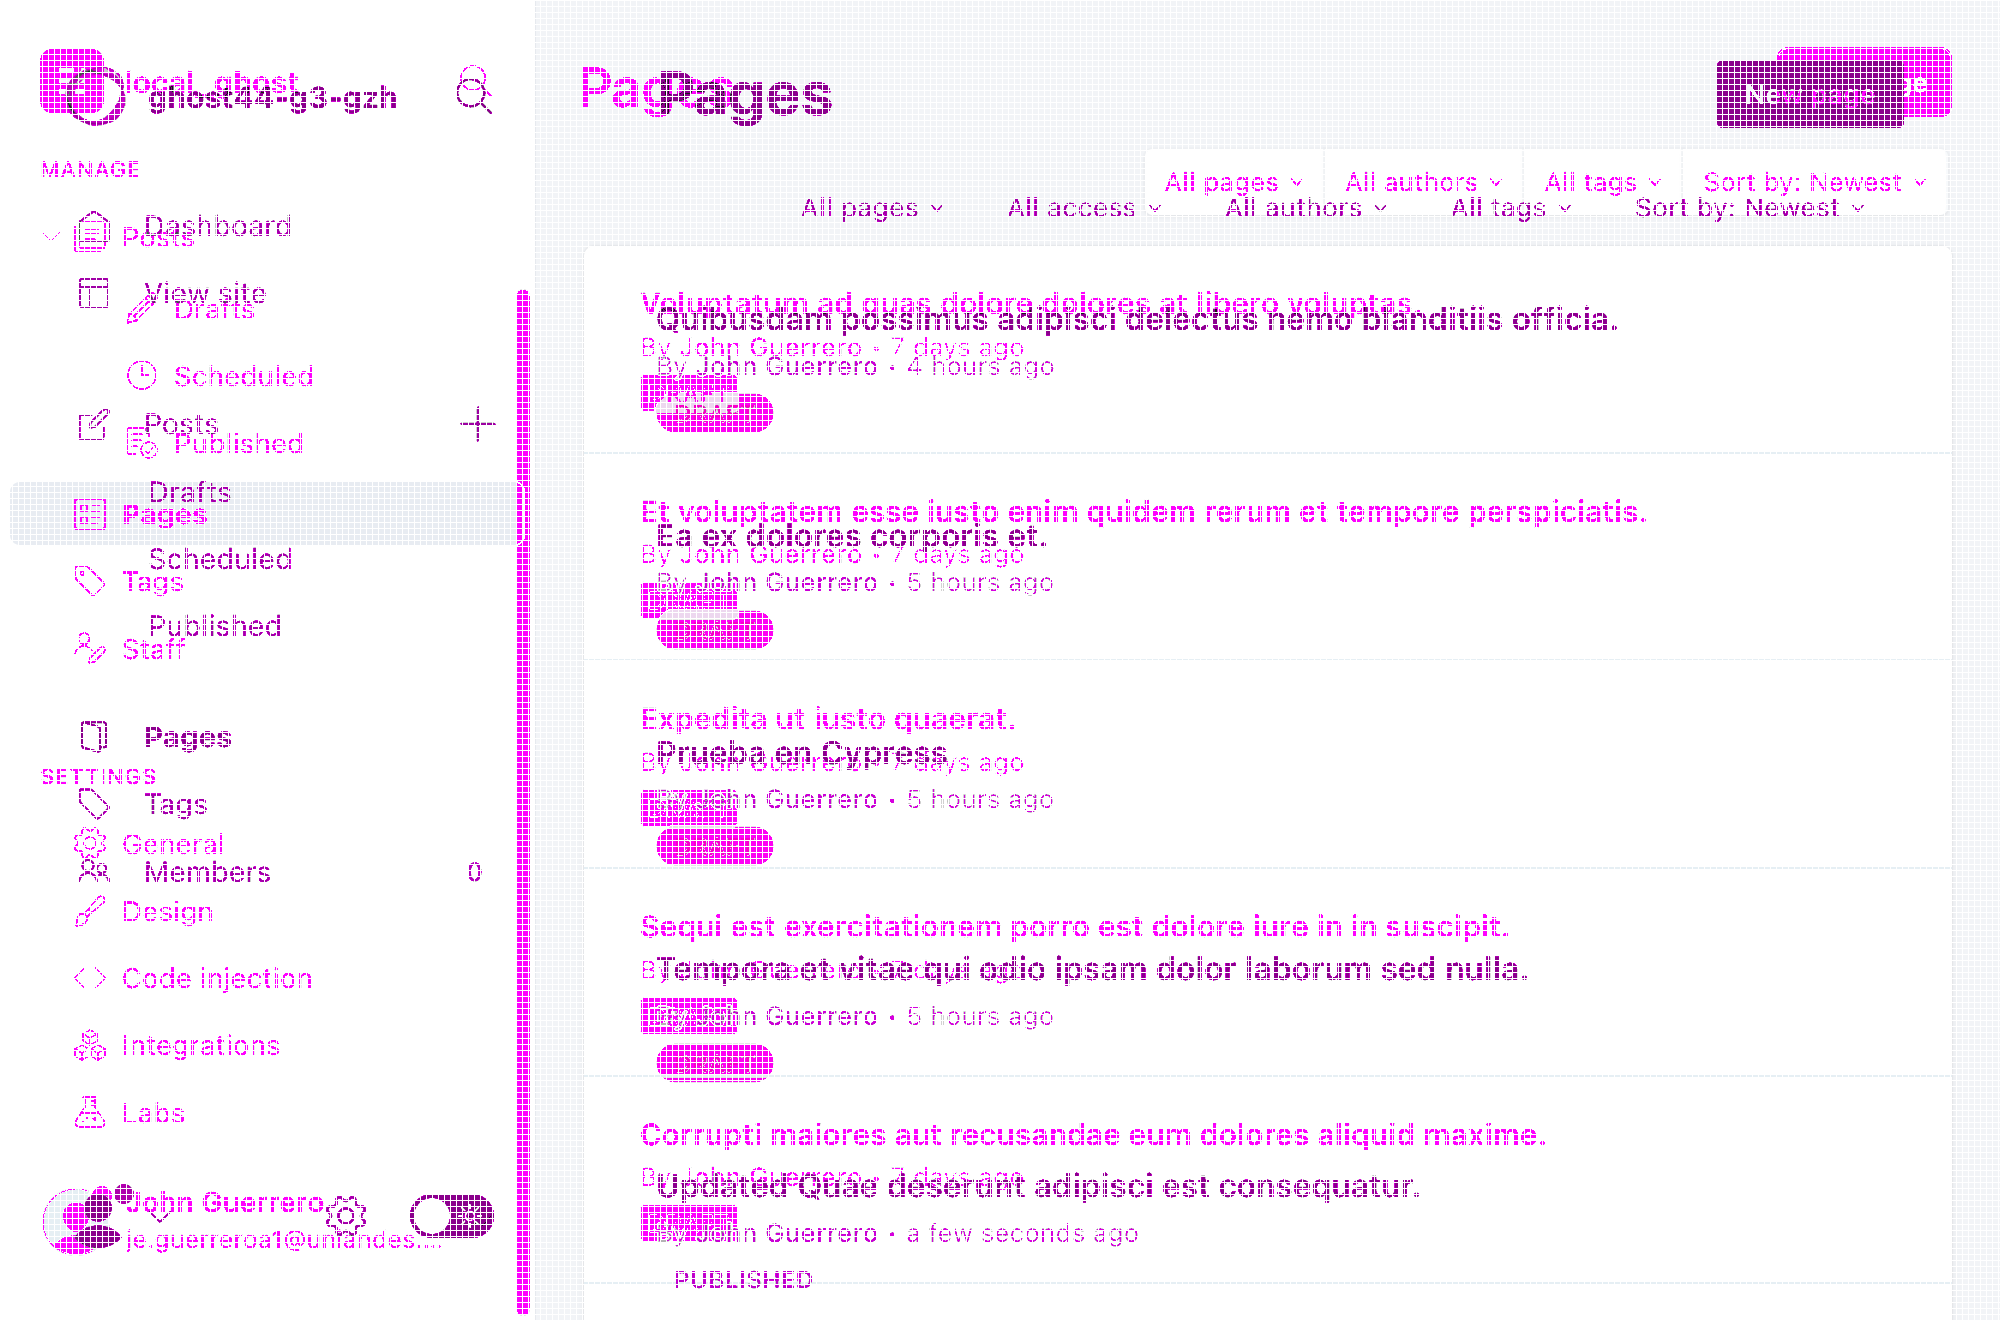 local-ghost
ghost44-g3-gzh
MANAGE
Dashboard
Posts
View site
Drafts
Scheduled
Posts
Published
Drafts
Pages
Scheduled
Tags
Published
Staff
Pages
SETTINGS
Tags
General
Members 0
Design
Code injection
Integrations
Labs
John Guerrero
je.guerreroa1@uniandes....
Pages
Pages
New page
All pages All authors All tags Sort by: Newest
All pages All access All authors All tags Sort by: Newest
Voluptatum ad quas dolore dolores at libero voluptas.
Quibusdam possimus adipisci delectus nemo blanditiis officia.
By John Guerrero • 7 days ago
By John Guerrero • 4 hours ago
Et voluptatem esse iusto enim quidem rerum et tempore perspiciatis.
Ea ex dolores corporis et.
By John Guerrero • 7 days ago
By John Guerrero • 5 hours ago
Expedita ut iusto quaerat.
Prueba en Cypress
By John Guerrero • 7 days ago
By John Guerrero • 5 hours ago
Sequi est exercitationem porro est dolore iure in in suscipit.
Tempora et vitae qui odio ipsam dolor laborum sed nulla.
By John Guerrero • 5 hours ago
Corrupti maiores aut recusandae eum dolores aliquid maxime.
By John Guerrero • 7 days ago
Updated Quae deserunt adipisci est consequatur.
By John Guerrero • a few seconds ago
PUBLISHED